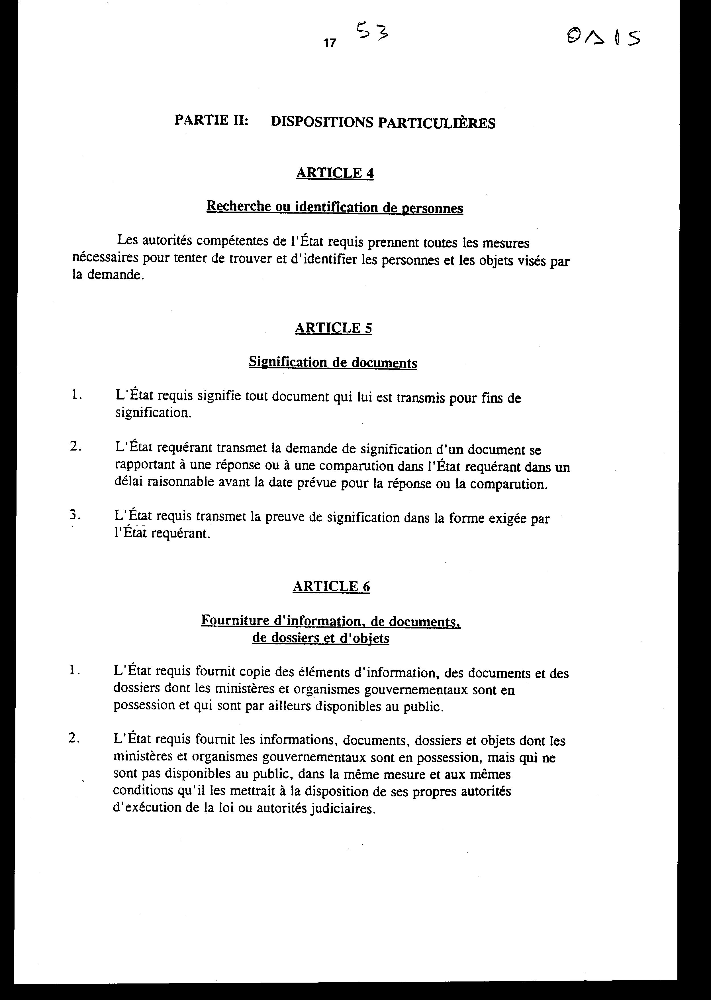 53
17
PARTIE II: DISPOSITIONS PARTICULIÈRES
ARTICLE 4
Recherche ou identification de personnes
Les autorités compétentes de l'État requis prennent toutes les mesures
nécessaires pour tenter de trouver et d'identifier les personnes et les objets visés par
la demande.
ARTICLE 5
Signification de documents
1. L'État requis signifie tout document qui lui est transmis pour fins de
signification.
2. L'État requérant transmet la demande de signification d'un document se
rapportant à une réponse ou à une comparution dans l'État requérant dans un
délai raisonnable avant la date prévue pour la réponse ou la comparution.
3. L'État requis transmet la preuve de signification dans la forme exigée par
l'État requérant.
ARTICLE 6
Fourniture d'information, de documents,
de dossiers et d'objets
1. L'État requis fournit copie des éléments d'information, des documents et des
dossiers dont les ministères et organismes gouvernementaux sont en
possession et qui sont par ailleurs disponibles au public.
2. L'État requis fournit les informations, documents, dossiers et objets dont les
ministères et organismes gouvernementaux sont en possession, mais qui ne
sont pas disponibles au public, dans la même mesure et aux mêmes
conditions qu'il les mettrait à la disposition de ses propres autorités
d'exécution de la loi ou autorités judiciaires.